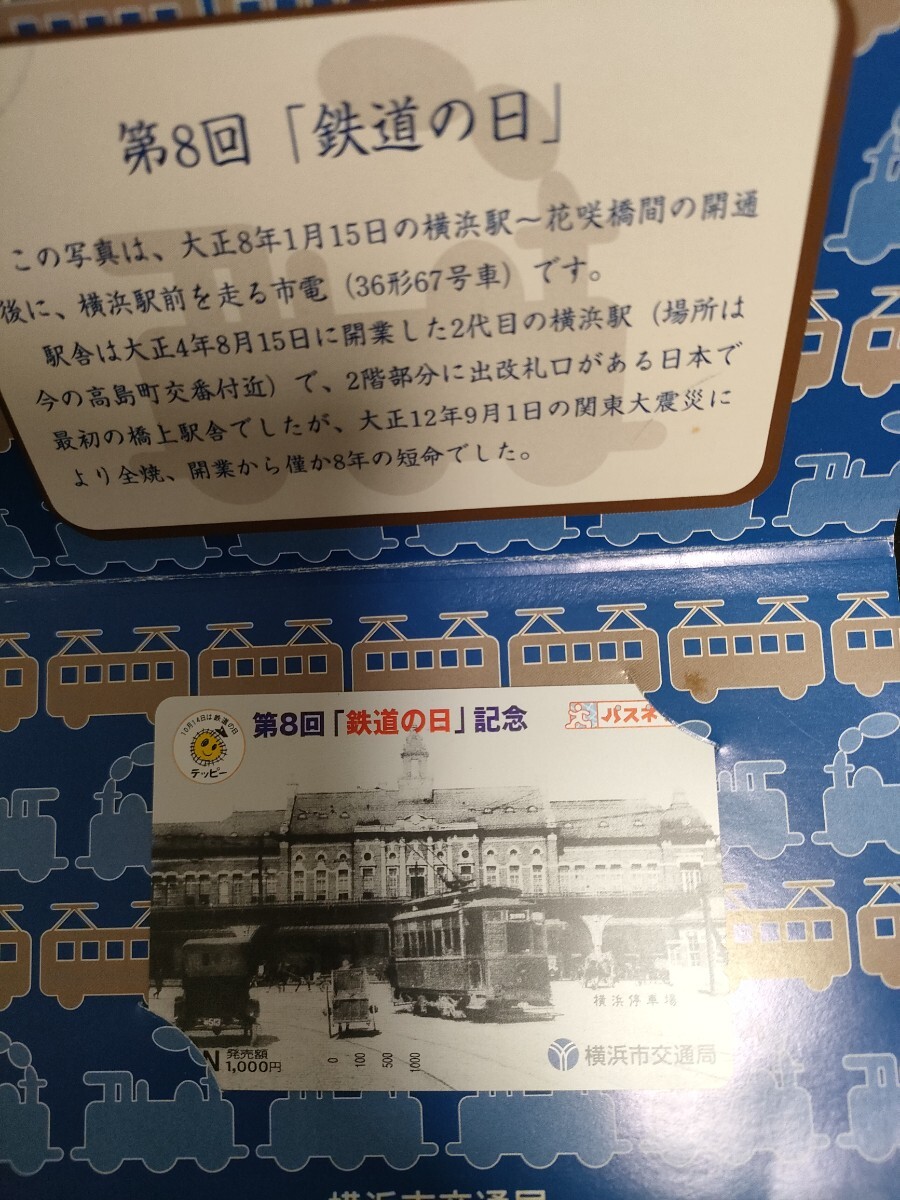 第8回「鉄道の日」
この写真は、大正8年1月15日の横浜駅～花咲橋間の開通
後に、横浜駅前を走る市電（36形67号車）です。
駅舎は大正4年8月15日に開業した2代目の横浜駅（場所は
今の高島町交番付近）で、2階部分に出改札口がある日本で
最初の橋上駅舎でしたが、大正12年9月1日の関東大震災に
より全焼、開業から僅か8年の短命でした。
10月14日は鉄道の日
テッピー
第8回「鉄道の日」記念
パスネ
横浜停車場
N 発売額
1,000円
0 100 500 1000
横浜市交通局
横浜市交通局